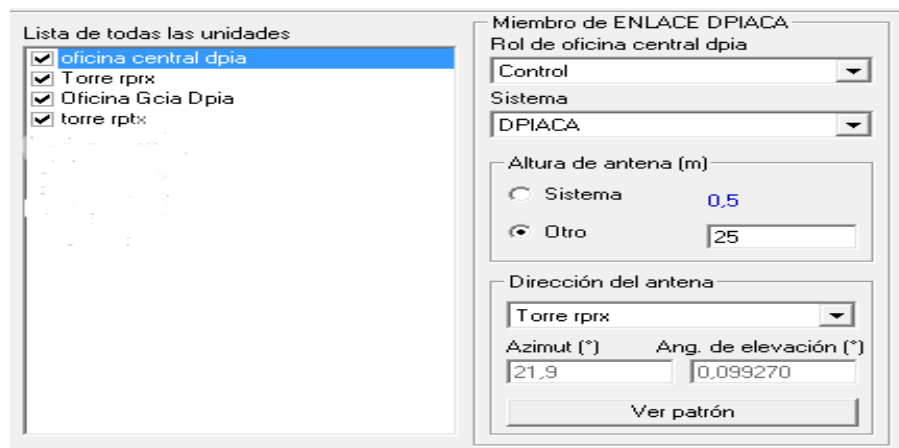 Lista de todas las unidades
oficina central dpia
Torre rprx
Oficina Gcia Dpia
torre rptx
Miembro de ENLACE DPIACA
Rol de oficina central dpia
Control
Sistema
DPIACA
Altura de antena (m)
Sistema 0,5
Otro 25
Dirección del antena
Torre rprx
Azimut (°) Ang. de elevación (°)
21,9 0,099270
Ver patrón